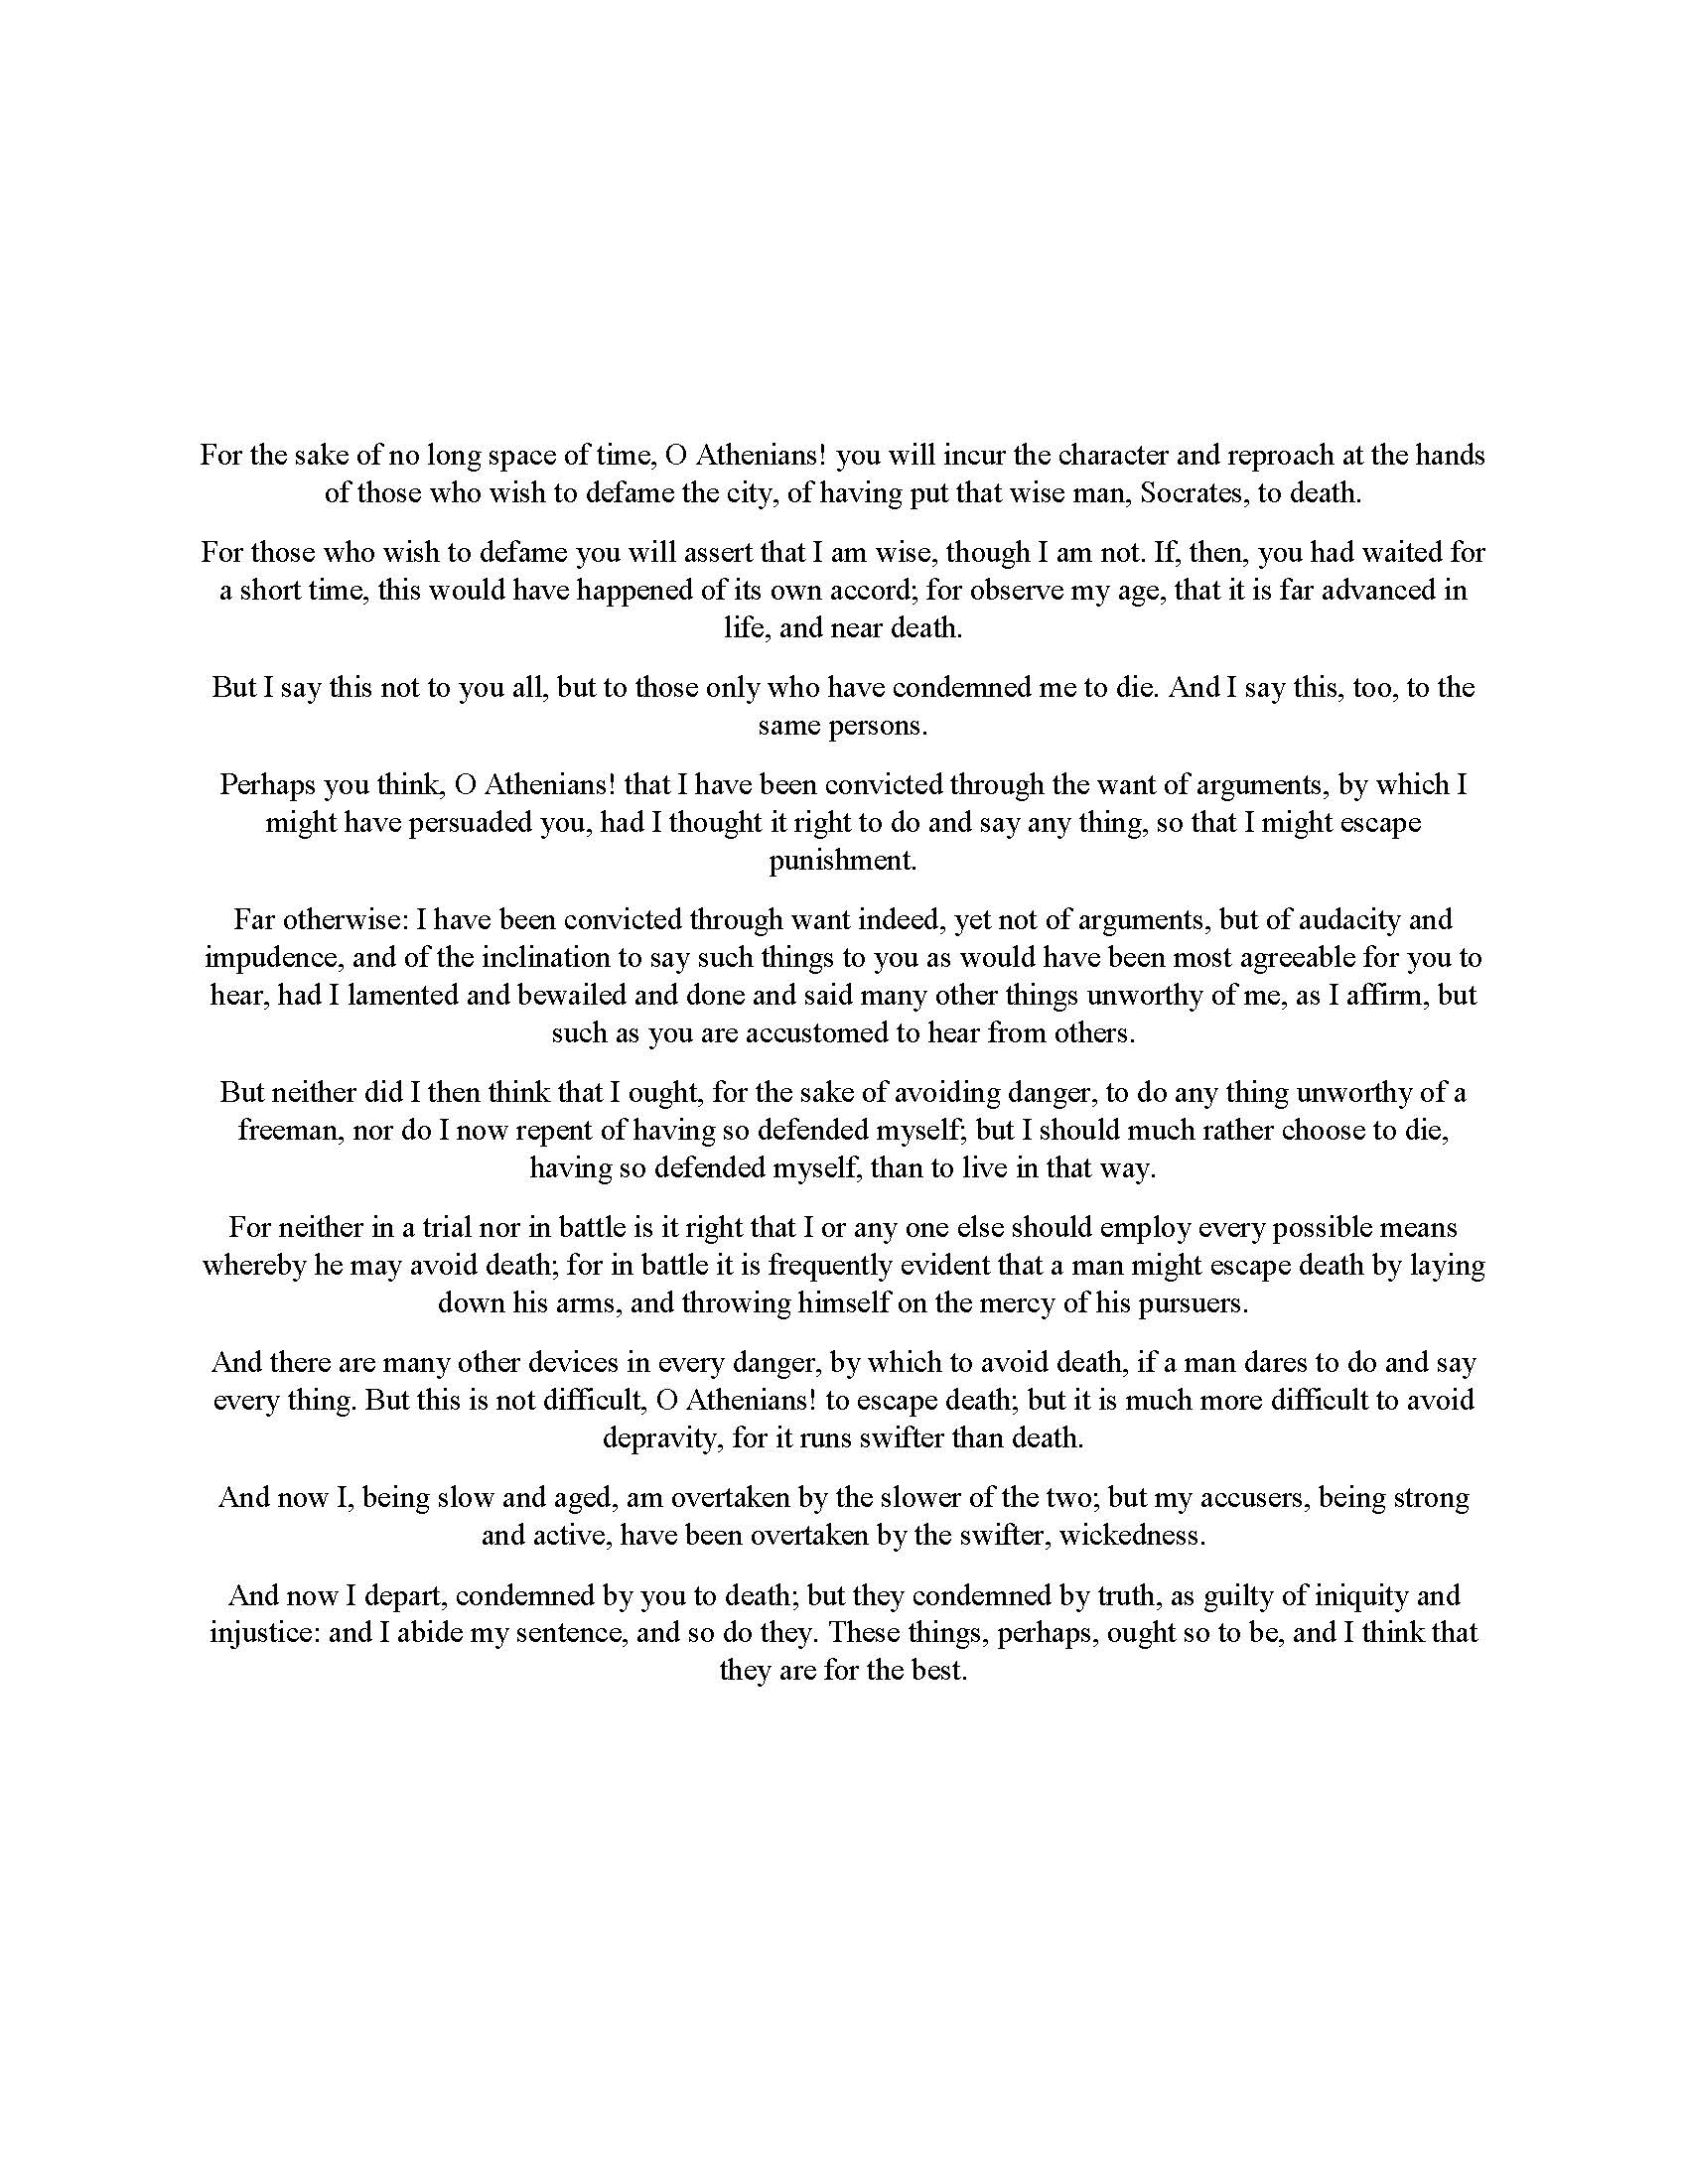 For the sake of no long space of time, O Athenians! you will incur the character and reproach at the hands
of those who wish to defame the city, of having put that wise man, Socrates, to death.
For those who wish to defame you will assert that I am wise, though I am not. If, then, you had waited for
a short time, this would have happened of its own accord; for observe my age, that it is far advanced in
life, and near death.
But I say this not to you all, but to those only who have condemned me to die. And I say this, too, to the
same persons.
Perhaps you think, O Athenians! that I have been convicted through the want of arguments, by which I
might have persuaded you, had I thought it right to do and say any thing, so that I might escape
punishment.
Far otherwise: I have been convicted through want indeed, yet not of arguments, but of audacity and
impudence, and of the inclination to say such things to you as would have been most agreeable for you to
hear, had I lamented and bewailed and done and said many other things unworthy of me, as I affirm, but
such as you are accustomed to hear from others.
But neither did I then think that I ought, for the sake of avoiding danger, to do any thing unworthy of a
freeman, nor do I now repent of having so defended myself; but I should much rather choose to die,
having so defended myself, than to live in that way.
For neither in a trial nor in battle is it right that I or any one else should employ every possible means
whereby he may avoid death; for in battle it is frequently evident that a man might escape death by laying
down his arms, and throwing himself on the mercy of his pursuers.
And there are many other devices in every danger, by which to avoid death, if a man dares to do and say
every thing. But this is not difficult, O Athenians! to escape death; but it is much more difficult to avoid
depravity, for it runs swifter than death.
And now I, being slow and aged, am overtaken by the slower of the two; but my accusers, being strong
and active, have been overtaken by the swifter, wickedness.
And now I depart, condemned by you to death; but they condemned by truth, as guilty of iniquity and
injustice: and I abide my sentence, and so do they. These things, perhaps, ought so to be, and I think that
they are for the best.